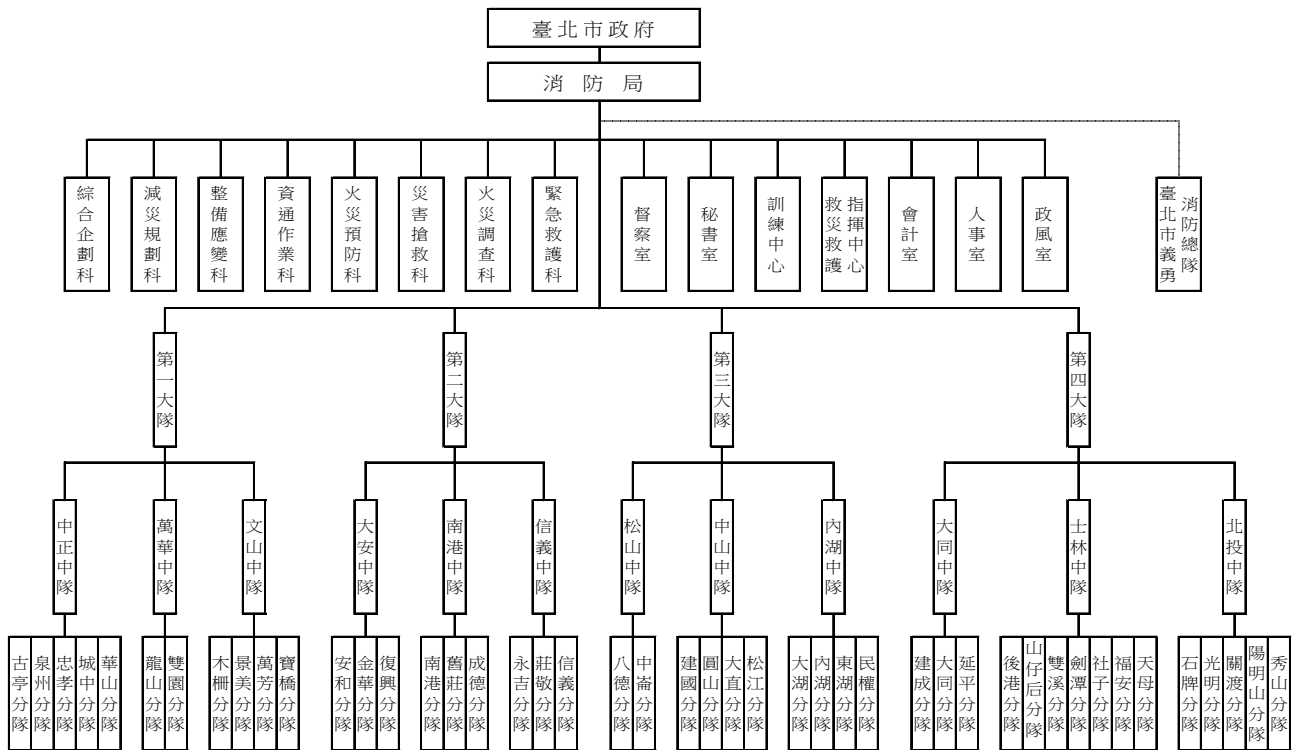 臺北市政府
消防局
綜合企劃科
減災規劃科
整備應變科
資通作業科
火災預防科
災害搶救科
火災調查科
緊急救護科
督察室
秘書室
訓練中心
救災救護指揮中心
會計室
人事室
政風室
臺北市義勇消防總隊
第一大隊
第二大隊
第三大隊
第四大隊
中正中隊
萬華中隊
文山中隊
大安中隊
南港中隊
信義中隊
松山中隊
中山中隊
內湖中隊
大同中隊
士林中隊
北投中隊
古亭分隊
泉州分隊
忠孝分隊
城中分隊
華山分隊
龍山分隊
雙園分隊
木柵分隊
景美分隊
萬芳分隊
寶橋分隊
安和分隊
金華分隊
復興分隊
南港分隊
舊莊分隊
成德分隊
永吉分隊
莊敬分隊
信義分隊
八德分隊
中崙分隊
建國分隊
圓山分隊
大直分隊
松江分隊
大湖分隊
內湖分隊
東湖分隊
民權分隊
建成分隊
大同分隊
延平分隊
後港分隊
山仔后分隊
雙溪分隊
劍潭分隊
社子分隊
福安分隊
天母分隊
石牌分隊
光明分隊
關渡分隊
陽明山分隊
秀山分隊